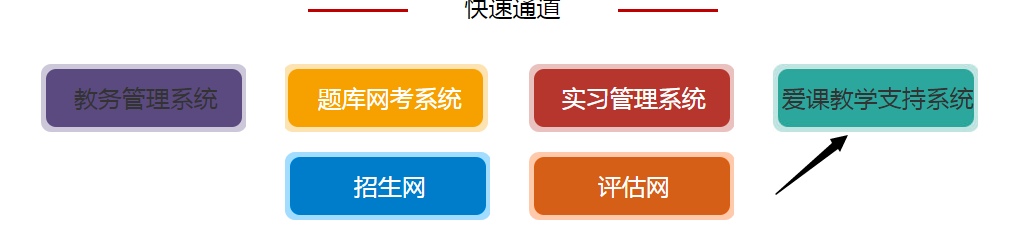 快速通道
教务管理系统
题库网考系统
实习管理系统
爱课教学支持系统
招生网
评估网